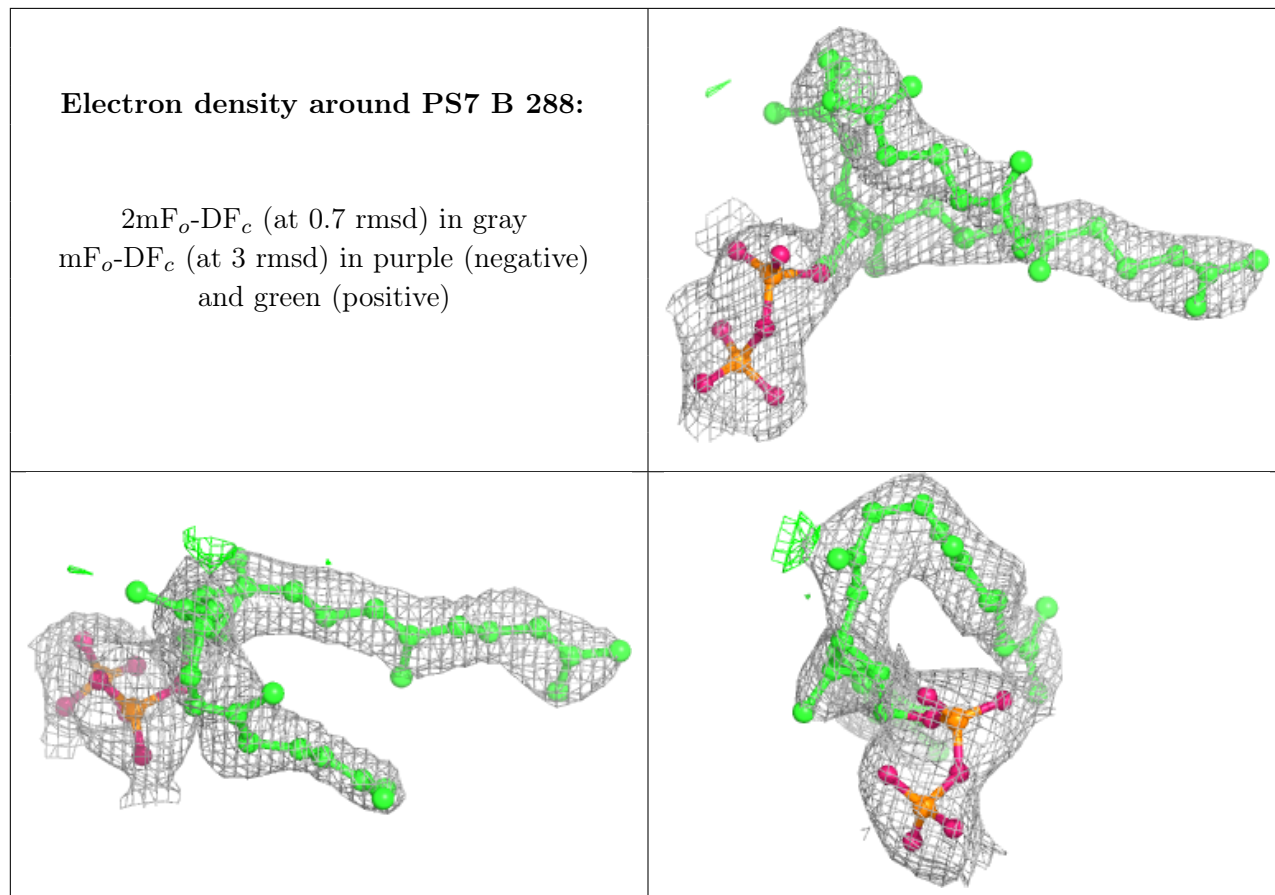 Electron density around PS7 B 288:
2mFo-DFc (at 0.7 rmsd) in gray
mFo-DFc (at 3 rmsd) in purple (negative)
and green (positive)